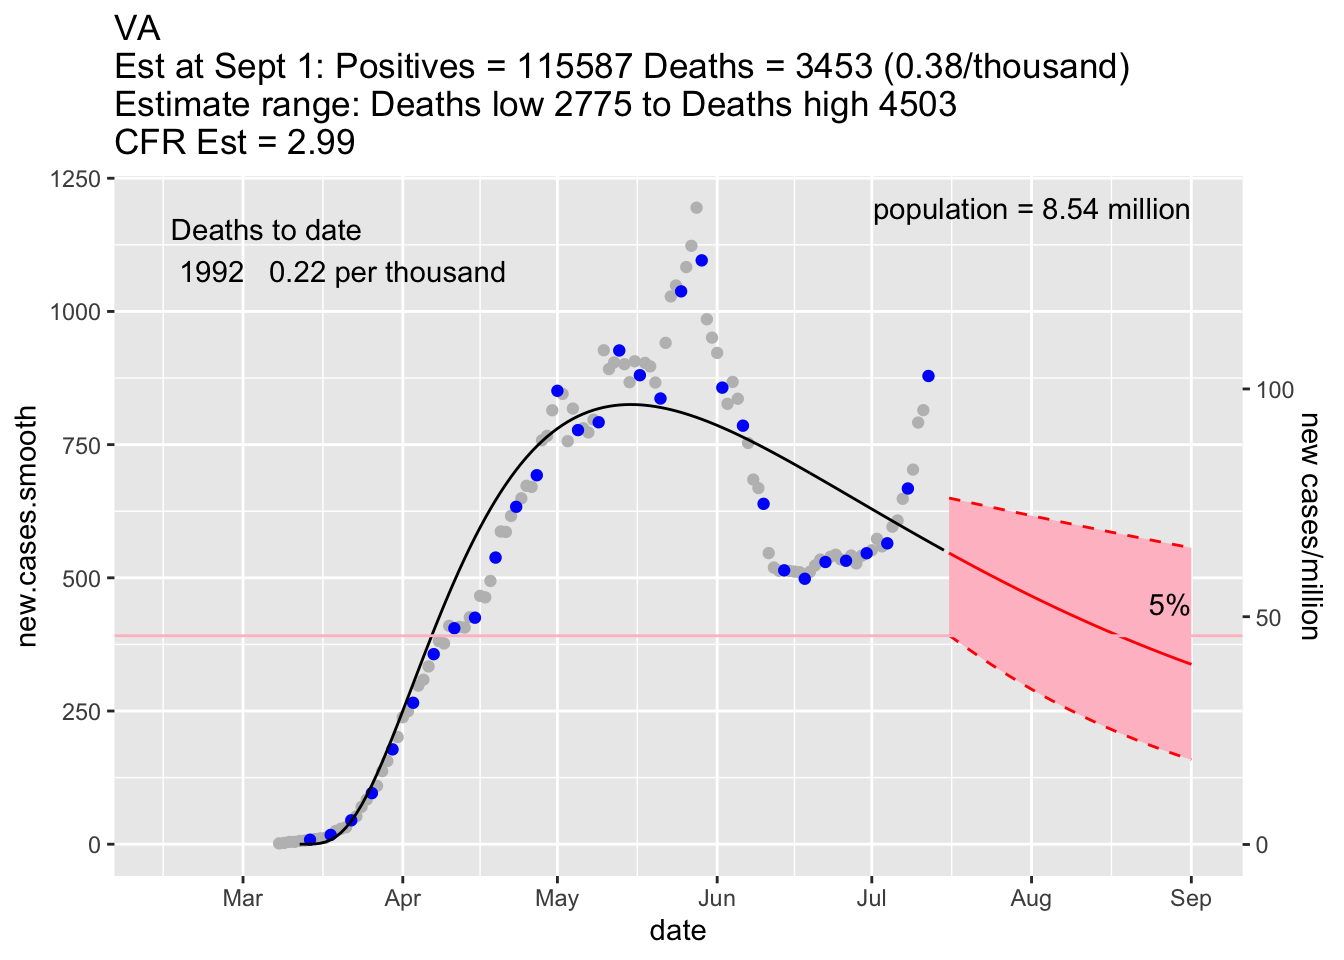 VA
Est at Sept 1: Positives = 115587 Deaths = 3453 (0.38/thousand)
Estimate range: Deaths low 2775 to Deaths high 4503
CFR Est = 2.99
Deaths to date
1992 0.22 per thousand
population = 8.54 million
5%
new.cases.smooth
1250
1000
750
500
250
0
100
50
0
new cases/million
Mar Apr May Jun Jul Aug Sep
date